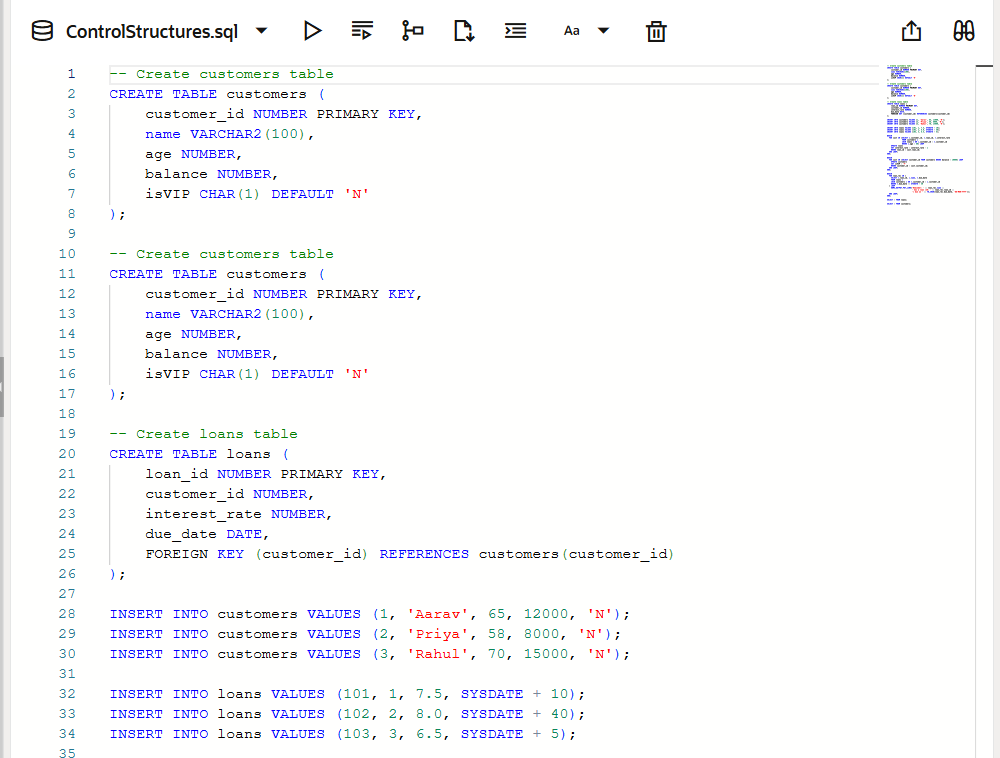 ControlStructures.sql
Aa
1 -- Create customers table
2 CREATE TABLE customers (
3 customer_id NUMBER PRIMARY KEY,
4 name VARCHAR2(100),
5 age NUMBER,
6 balance NUMBER,
7 isVIP CHAR(1) DEFAULT 'N'
8 );
9
10 -- Create customers table
11 CREATE TABLE customers (
12 customer_id NUMBER PRIMARY KEY,
13 name VARCHAR2(100),
14 age NUMBER,
15 balance NUMBER,
16 isVIP CHAR(1) DEFAULT 'N'
17 );
18
19 -- Create loans table
20 CREATE TABLE loans (
21 loan_id NUMBER PRIMARY KEY,
22 customer_id NUMBER,
23 interest_rate NUMBER,
24 due_date DATE,
25 FOREIGN KEY (customer_id) REFERENCES customers(customer_id)
26 );
27
28 INSERT INTO customers VALUES (1, 'Aarav', 65, 12000, 'N');
29 INSERT INTO customers VALUES (2, 'Priya', 58, 8000, 'N');
30 INSERT INTO customers VALUES (3, 'Rahul', 70, 15000, 'N');
31
32 INSERT INTO loans VALUES (101, 1, 7.5, SYSDATE + 10);
33 INSERT INTO loans VALUES (102, 2, 8.0, SYSDATE + 40);
34 INSERT INTO loans VALUES (103, 3, 6.5, SYSDATE + 5);
35